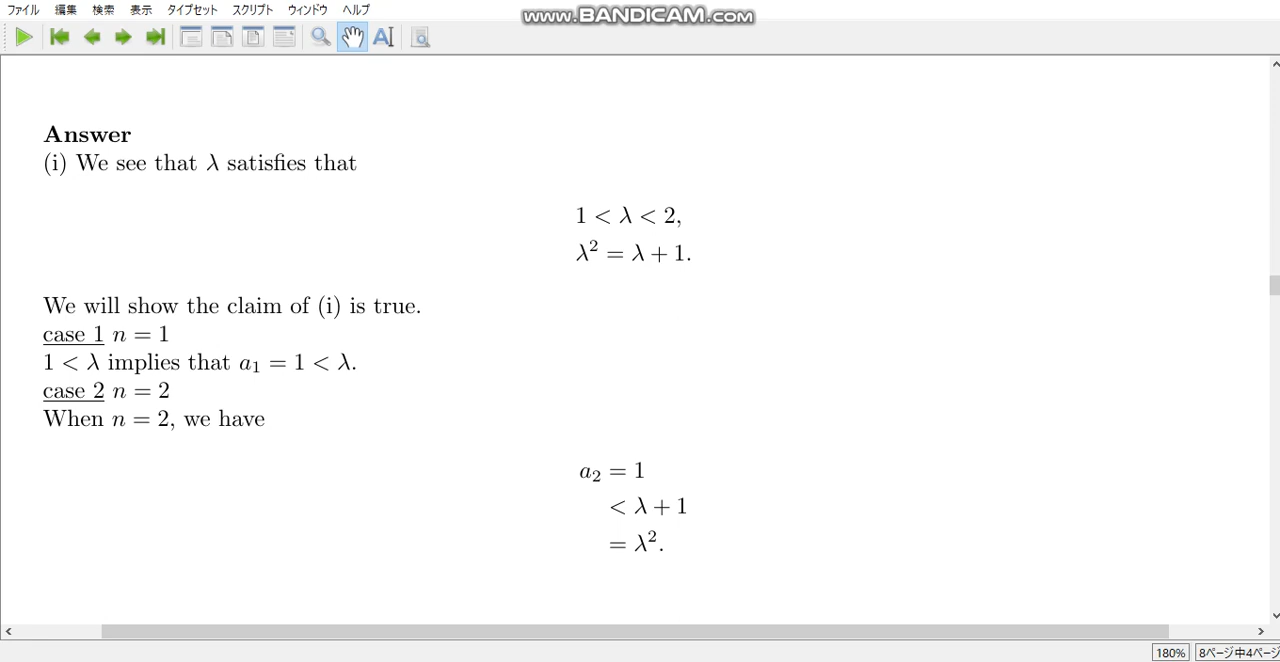 ファイル 編集 検索 表示 タイプセット スクリプト ウィンドウ ヘルプ
www.BANDICAM.com
Answer
(i) We see that λ satisfies that
1 < λ < 2,
λ² = λ + 1.
We will show the claim of (i) is true.
case 1 n = 1
1 < λ implies that a₁ = 1 < λ.
case 2 n = 2
When n = 2, we have
a₂ = 1
< λ + 1
= λ².
180% 8ページ中4ページ